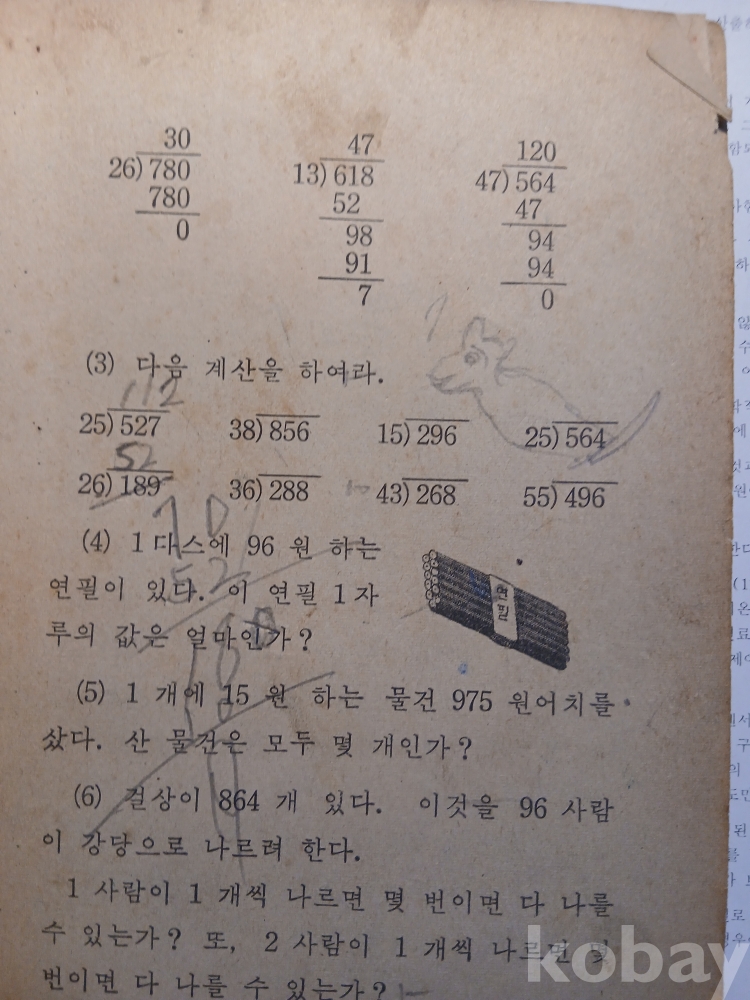 30 47 120
26)780 13)618 47)564
780 52 47
0 98 94
91 94
7 0
(3) 다음 계산을 하여라.
112
25)527 38)856 15)296 25)564
52
26)189 36)288 43)268 55)496
(4) 1 다스에 96 원 하는
연필이 있다. 이 연필 1 자
루의 값은 얼마인가?
연필
(5) 1 개에 15 원 하는 물건 975 원어치를
샀다. 산 물건은 모두 몇 개인가?
(6) 걸상이 864 개 있다. 이것을 96 사람
이 강당으로 나르려 한다.
1 사람이 1 개씩 나르면 몇 번이면 다 나를
수 있는가? 또, 2 사람이 1 개씩 나르면 몇
번이면 다 나를 수 있는가?
kobay